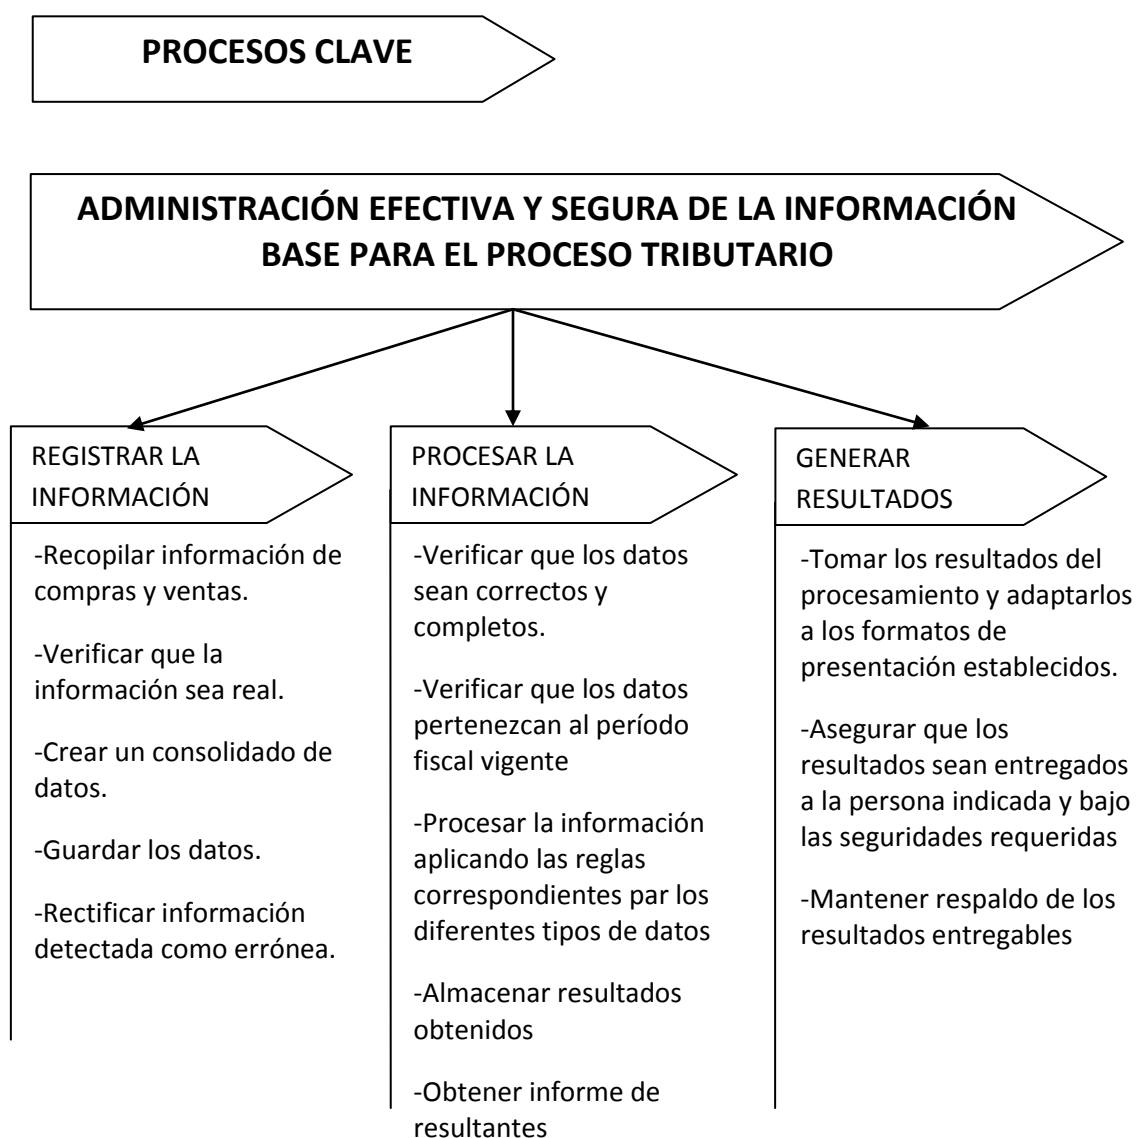 PROCESOS CLAVE
ADMINISTRACIÓN EFECTIVA Y SEGURA DE LA INFORMACIÓN
BASE PARA EL PROCESO TRIBUTARIO
REGISTRAR LA
INFORMACIÓN
-Recopilar información de
compras y ventas.
-Verificar que la
información sea real.
-Crear un consolidado de
datos.
-Guardar los datos.
-Rectificar información
detectada como errónea.
PROCESAR LA
INFORMACIÓN
-Verificar que los datos
sean correctos y
completos.
-Verificar que los datos
pertenezcan al período
fiscal vigente
-Procesar la información
aplicando las reglas
correspondientes par los
diferentes tipos de datos
-Almacenar resultados
obtenidos
-Obtener informe de
resultantes
GENERAR
RESULTADOS
-Tomar los resultados del
procesamiento y adaptarlos
a los formatos de
presentación establecidos.
-Asegurar que los
resultados sean entregados
a la persona indicada y bajo
las seguridades requeridas
-Mantener respaldo de los
resultados entregables